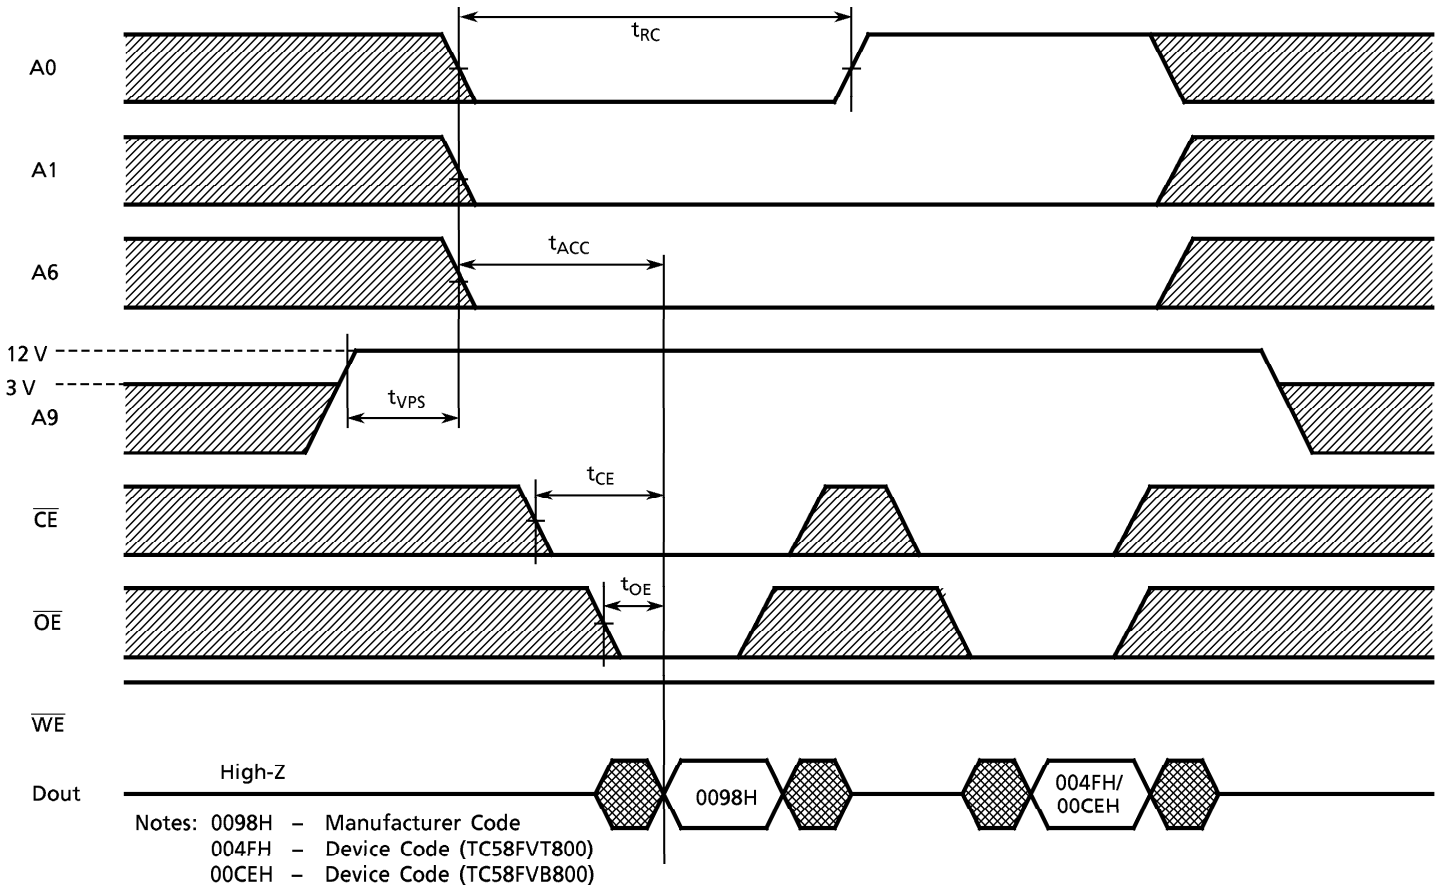 tRC
A0
A1
tACC
A6
12 V
3 V
tVPS
A9
tCE
CE
tOE
OE
WE
High-Z
Dout
0098H
004FH/
00CEH
Notes: 0098H – Manufacturer Code
004FH – Device Code (TC58FVT800)
00CEH – Device Code (TC58FVB800)